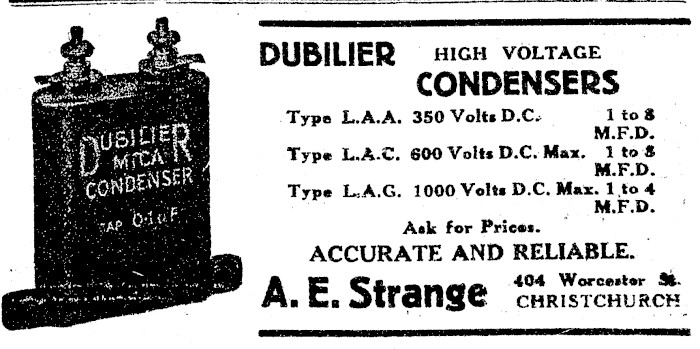 DUBILIER
MICA
CONDENSER
CAP 0·1µF
DUBILIER HIGH VOLTAGE
CONDENSERS
Type L.A.A. 350 Volts D.C. 1 to 8
M.F.D.
Type L.A.C. 600 Volts D.C. Max. 1 to 8
M.F.D.
Type L.A.G. 1000 Volts D.C. Max. 1 to 4
M.F.D.
Ask for Prices.
ACCURATE AND RELIABLE.
A. E. Strange 404 Worcester St.
CHRISTCHURCH